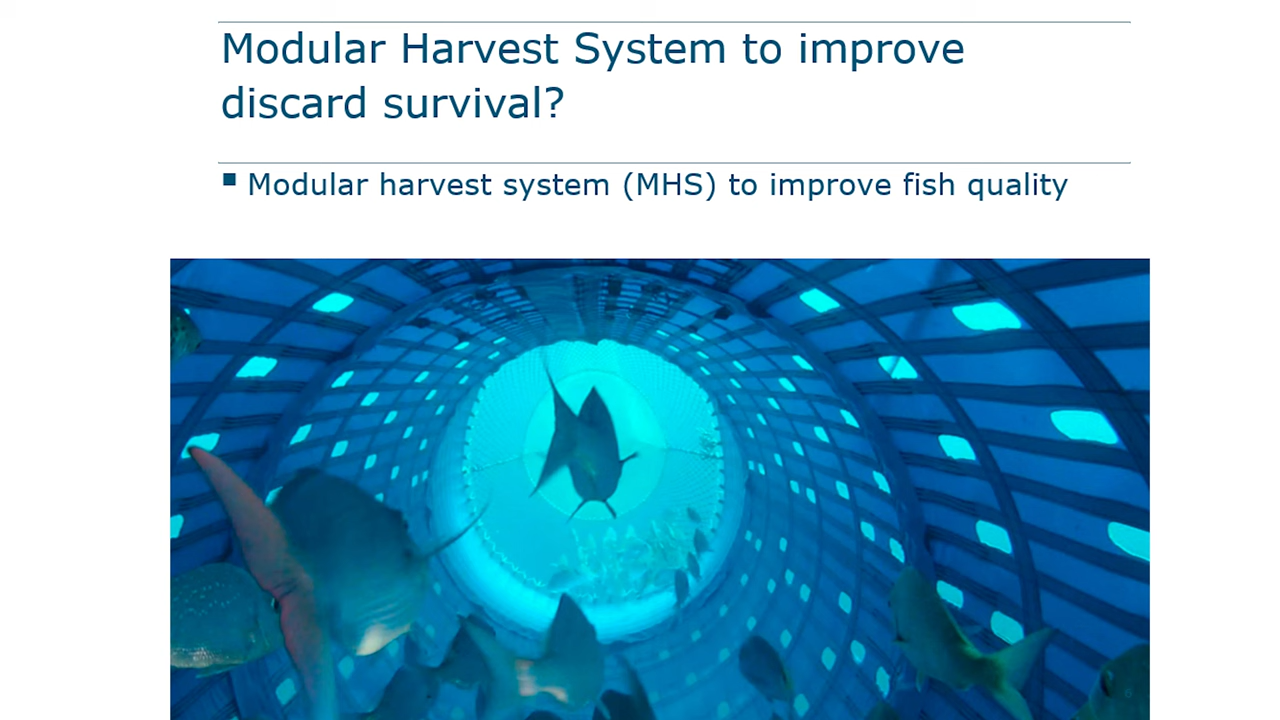 Modular Harvest System to improve
discard survival?
▪ Modular harvest system (MHS) to improve fish quality